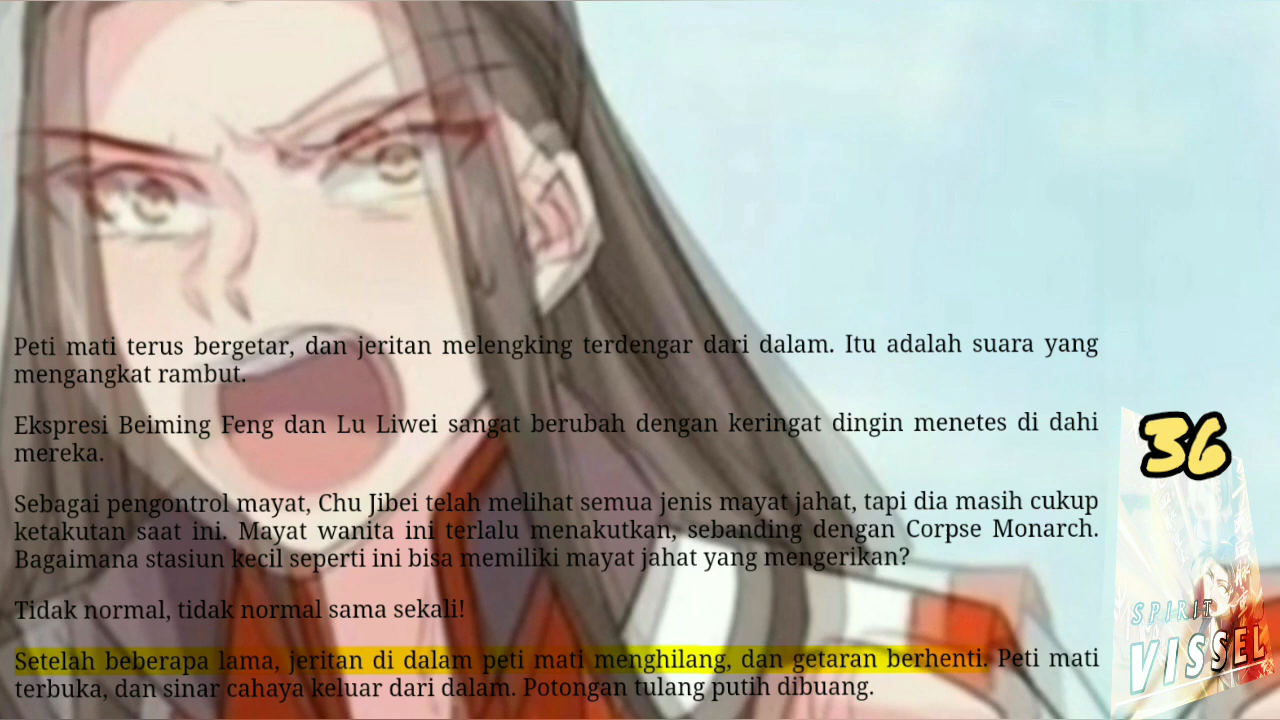 Peti mati terus bergetar, dan jeritan melengking terdengar dari dalam. Itu adalah suara yang
mengangkat rambut.
Ekspresi Beiming Feng dan Lu Liwei sangat berubah dengan keringat dingin menetes di dahi
mereka.
Sebagai pengontrol mayat, Chu Jibei telah melihat semua jenis mayat jahat, tapi dia masih cukup
ketakutan saat ini. Mayat wanita ini terlalu menakutkan, sebanding dengan Corpse Monarch.
Bagaimana stasiun kecil seperti ini bisa memiliki mayat jahat yang mengerikan?
Tidak normal, tidak normal sama sekali!
Setelah beberapa lama, jeritan di dalam peti mati menghilang, dan getaran berhenti. Peti mati
terbuka, dan sinar cahaya keluar dari dalam. Potongan tulang putih dibuang.
36
SPIRIT
VISSEL